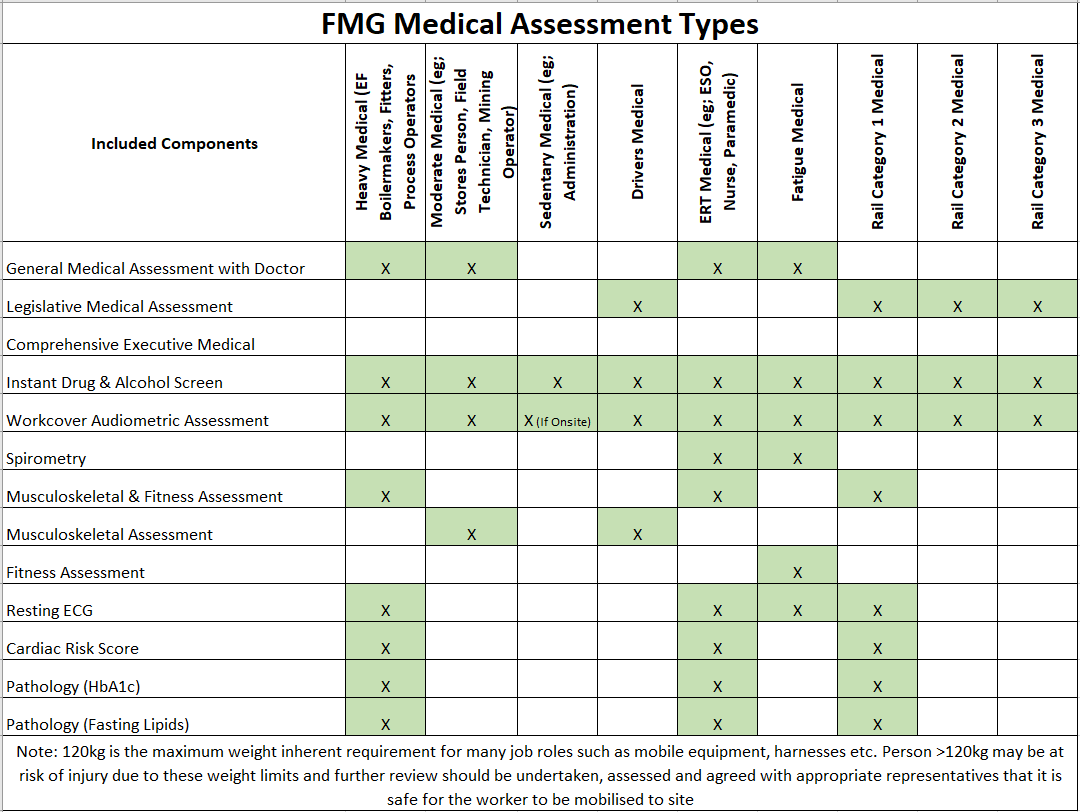 FMG Medical Assessment Types
Included Components
Heavy Medical (EF
Boilermakers, Fitters,
Process Operators
Moderate Medical (eg;
Stores Person, Field
Technician, Mining
Operator)
Sedentary Medical (eg;
Administration)
Drivers Medical
ERT Medical (eg; ESO,
Nurse, Paramedic)
Fatigue Medical
Rail Category 1 Medical
Rail Category 2 Medical
Rail Category 3 Medical
General Medical Assessment with Doctor X X X X
Legislative Medical Assessment X X X X
Comprehensive Executive Medical
Instant Drug & Alcohol Screen X X X X X X X X X
Workcover Audiometric Assessment X X X (If Onsite) X X X X X X
Spirometry X X
Musculoskeletal & Fitness Assessment X X X
Musculoskeletal Assessment X X
Fitness Assessment X
Resting ECG X X X X
Cardiac Risk Score X X X
Pathology (HbA1c) X X X
Pathology (Fasting Lipids) X X X
Note: 120kg is the maximum weight inherent requirement for many job roles such as mobile equipment, harnesses etc. Person >120kg may be at
risk of injury due to these weight limits and further review should be undertaken, assessed and agreed with appropriate representatives that it is
safe for the worker to be mobilised to site